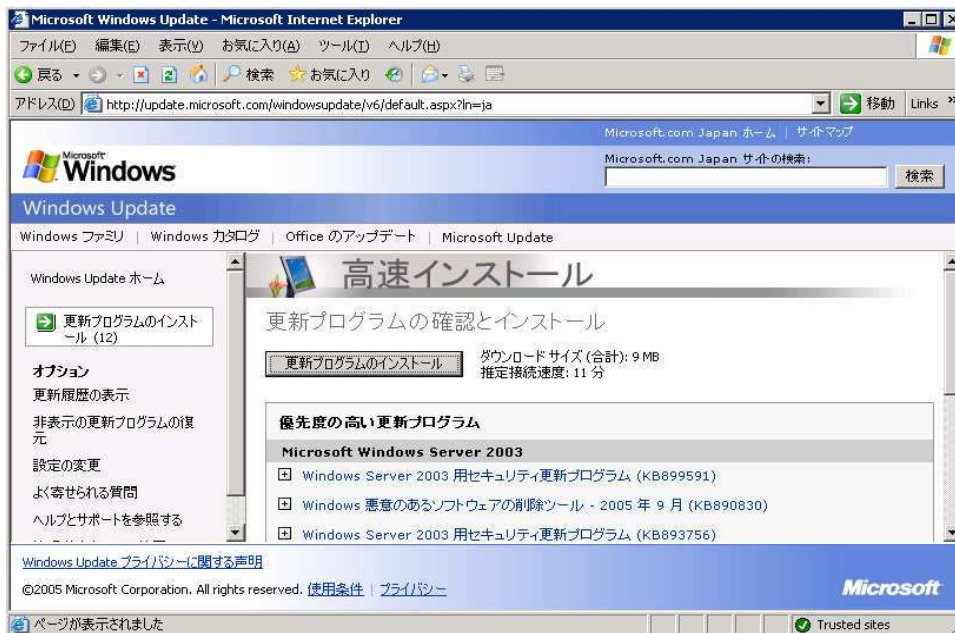 Microsoft Windows Update - Microsoft Internet Explorer
ファイル(F) 編集(E) 表示(V) お気に入り(A) ツール(T) ヘルプ(H)
戻る 検索 お気に入り
アドレス(D) http://update.microsoft.com/windowsupdate/v6/default.aspx?ln=ja 移動 Links »
Microsoft.com Japan ホーム | サイトマップ
Microsoft Windows
Microsoft.com Japan サイトの検索:
検索
Windows Update
Windows ファミリ | Windows カタログ | Office のアップデート | Microsoft Update
Windows Update ホーム
更新プログラムのインスト
ール (12)
オプション
更新履歴の表示
非表示の更新プログラムの復
元
設定の変更
よく寄せられる質問
ヘルプとサポートを参照する
高速インストール
更新プログラムの確認とインストール
更新プログラムのインストール
ダウンロード サイズ (合計): 9 MB
推定接続速度: 11 分
優先度の高い更新プログラム
Microsoft Windows Server 2003
Windows Server 2003 用セキュリティ更新プログラム (KB899591)
Windows 悪意のあるソフトウェアの削除ツール - 2005 年 9 月 (KB890830)
Windows Server 2003 用セキュリティ更新プログラム (KB893756)
Windows Update プライバシーに関する声明
©2005 Microsoft Corporation. All rights reserved. 使用条件 | プライバシー
Microsoft
ページが表示されました
Trusted sites